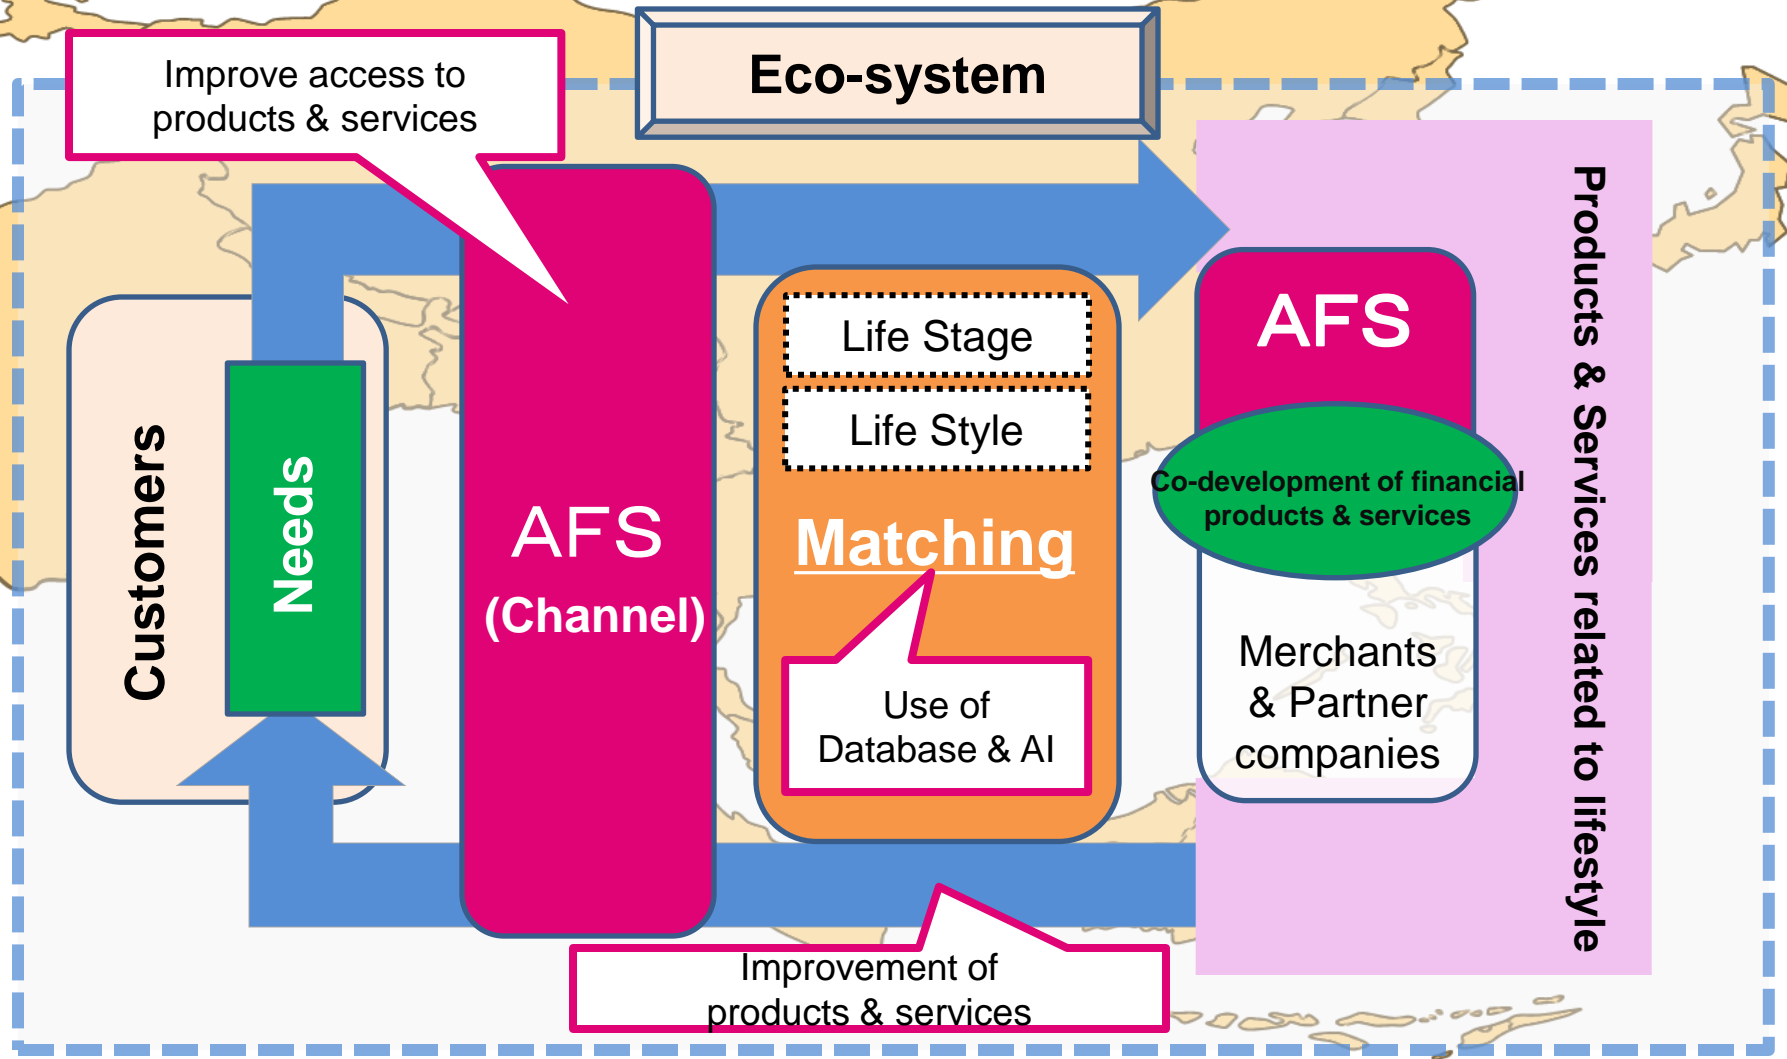 Eco-system
Improve access to
products & services
Customers
Needs
AFS
(Channel)
Life Stage
Life Style
Matching
Use of
Database & AI
AFS
Co-development of financial
products & services
Merchants
& Partner
companies
Products & Services related to lifestyle
Improvement of
products & services